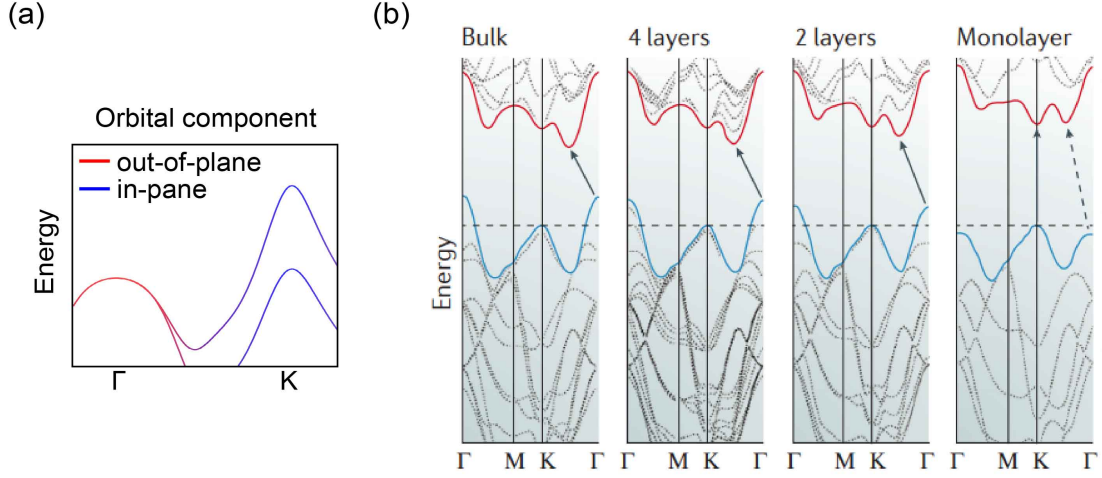 (a)
Orbital component
out-of-plane
in-pane
Energy
Γ K
(b)
Bulk 4 layers 2 layers Monolayer
Energy
Γ M K Γ Γ M K Γ Γ M K Γ Γ M K Γ